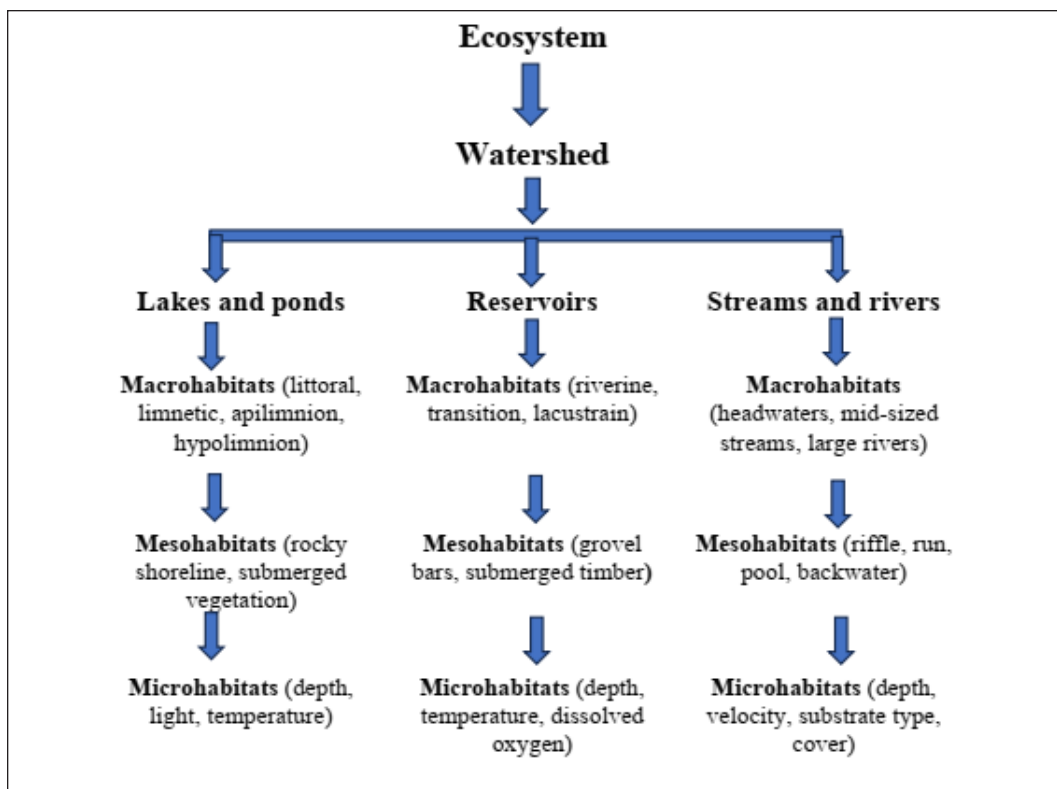 Ecosystem
Watershed
Lakes and ponds
Reservoirs
Streams and rivers
Macrohabitats (littoral,
limnetic, apilimnion,
hypolimnion)
Macrohabitats (riverine,
transition, lacustrain)
Macrohabitats
(headwaters, mid-sized
streams, large rivers)
Mesohabitats (rocky
shoreline, submerged
vegetation)
Mesohabitats (grovel
bars, submerged timber)
Mesohabitats (riffle, run,
pool, backwater)
Microhabitats (depth,
light, temperature)
Microhabitats (depth,
temperature, dissolved
oxygen)
Microhabitats (depth,
velocity, substrate type,
cover)